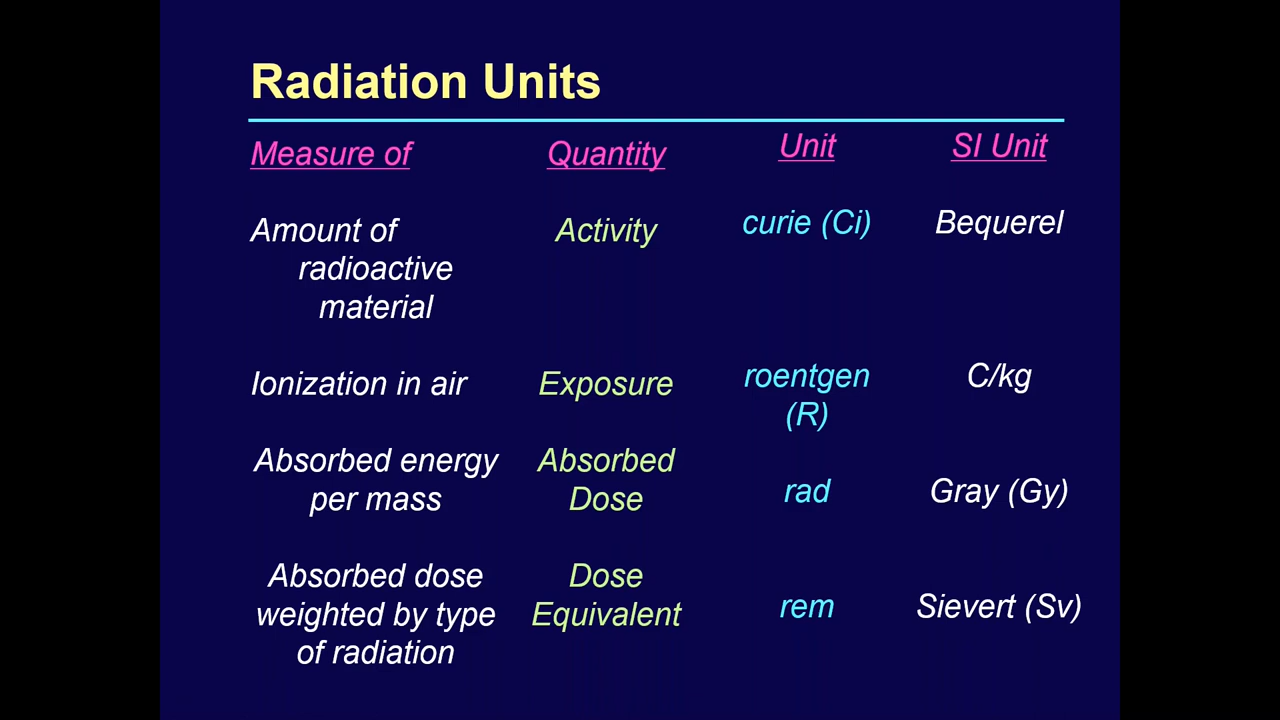 Radiation Units
Measure of Quantity Unit SI Unit
Amount of Activity curie (Ci) Bequerel
radioactive
material
Ionization in air Exposure roentgen C/kg
(R)
Absorbed energy Absorbed
per mass Dose rad Gray (Gy)
Absorbed dose Dose
weighted by type Equivalent rem Sievert (Sv)
of radiation